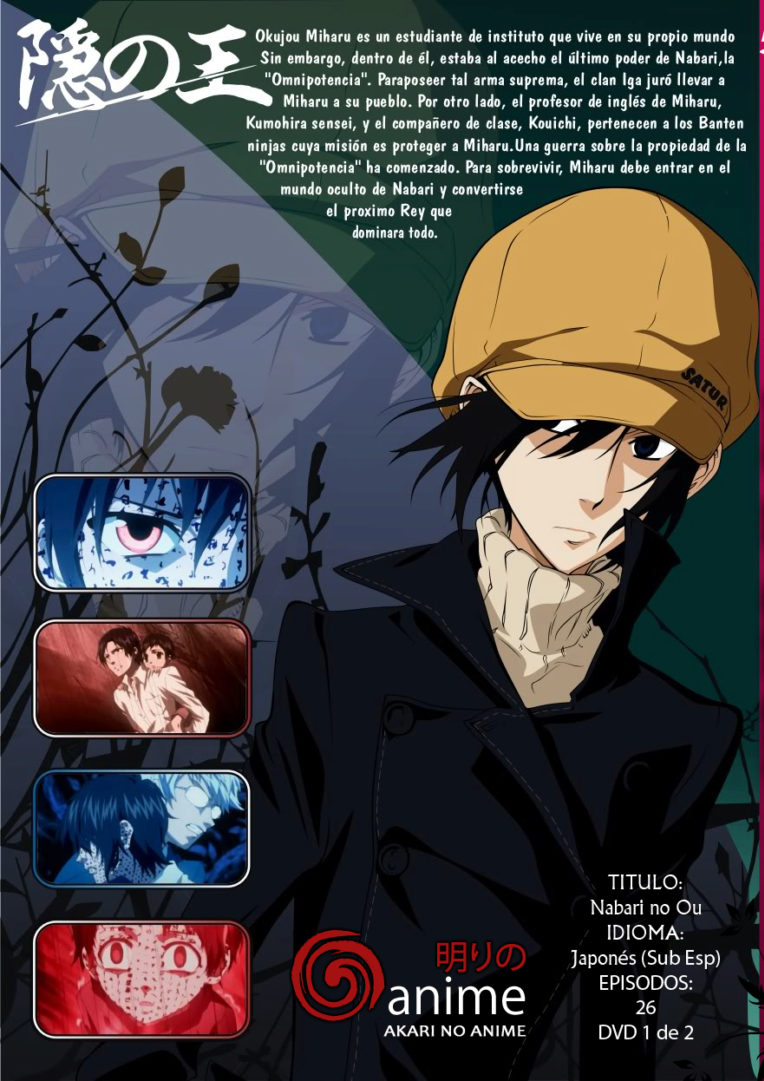 隠の王
Okujou Miharu es un estudiante de instituto que vive en su propio mundo
Sin embargo, dentro de él, estaba al acecho el último poder de Nabari,la
"Omnipotencia". Paraposeer tal arma suprema, el clan Iga juró llevar a
Miharu a su pueblo. Por otro lado, el profesor de inglés de Miharu,
Kumohira sensei, y el compañero de clase, Kouichi, pertenecen a los Banten
ninjas cuya misión es proteger a Miharu.Una guerra sobre la propiedad de la
"Omnipotencia" ha comenzado. Para sobrevivir, Miharu debe entrar en el
mundo oculto de Nabari y convertirse
el proximo Rey que
dominara todo.
SATUR
TITULO:
Nabari no Ou
IDIOMA:
Japonés (Sub Esp)
EPISODOS:
26
DVD 1 de 2
明りの
anime
AKARI NO ANIME